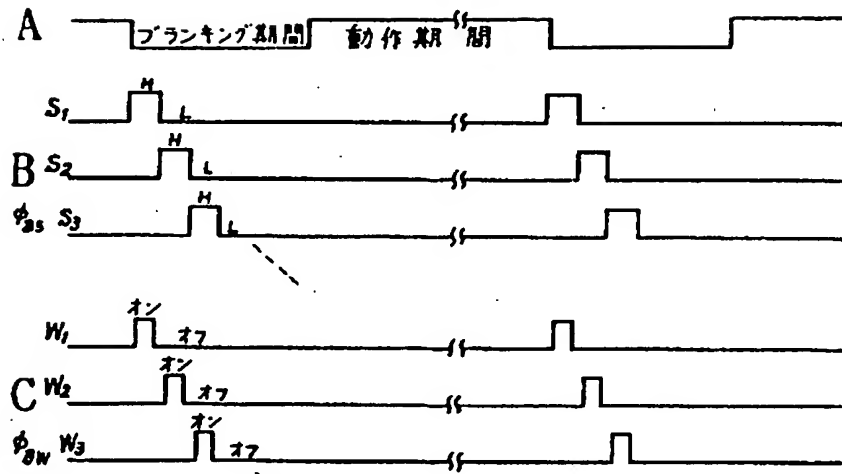 A ブランキング期間 動作期間
H
S₁ L
H
B S₂ L
H
φBS S₃ L
オン
W₁ オフ
オン
C W₂ オフ
オン
φBW W₃ オフ